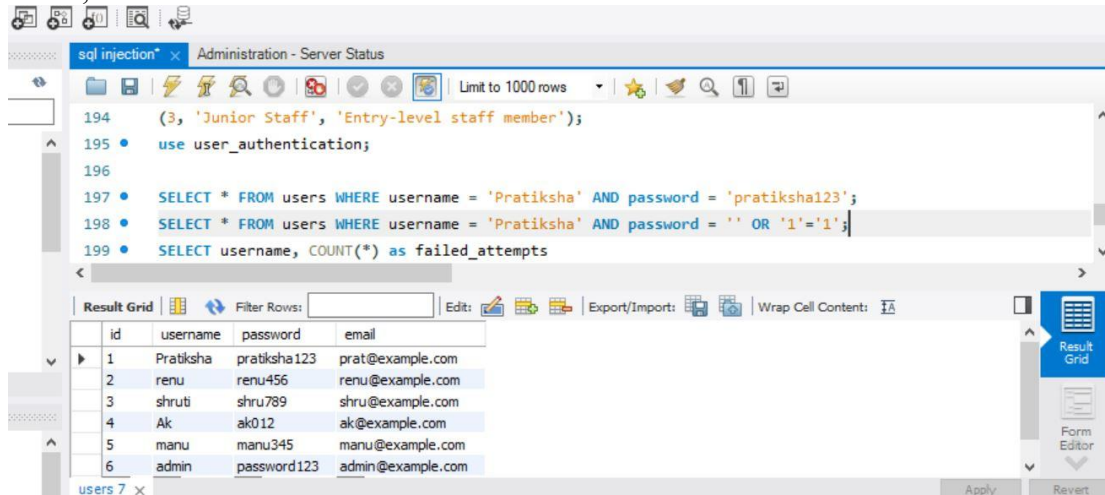 sql injection* × Administration - Server Status
Limit to 1000 rows
194 (3, 'Junior Staff', 'Entry-level staff member');
195 use user_authentication;
196
197 SELECT * FROM users WHERE username = 'Pratiksha' AND password = 'pratiksha123';
198 SELECT * FROM users WHERE username = 'Pratiksha' AND password = '' OR '1'='1';
199 SELECT username, COUNT(*) as failed_attempts
Result Grid Filter Rows: Edit: Export/Import: Wrap Cell Content:
id username password email
1 Pratiksha pratiksha123 prat@example.com
2 renu renu456 renu@example.com
3 shruti shru789 shru@example.com
4 Ak ak012 ak@example.com
5 manu manu345 manu@example.com
6 admin password123 admin@example.com
Result
Grid
Form
Editor
users 7 × Apply Revert